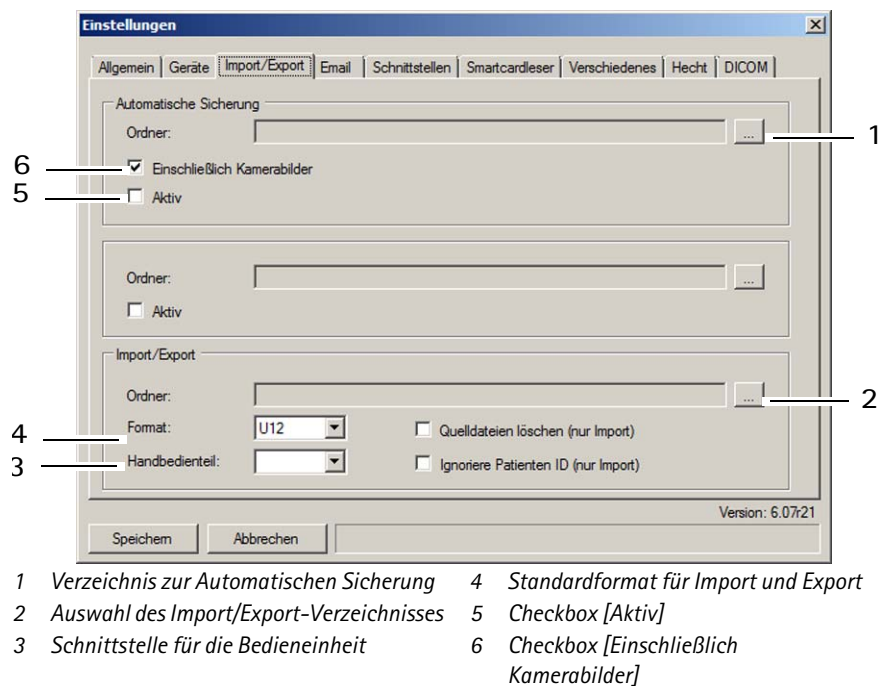 Einstellungen
Allgemein Geräte Import/Export Email Schnittstellen Smartcardleser Verschiedenes Hecht DICOM
Automatische Sicherung
Ordner: ... 1
6 Einschließlich Kamerabilder
5 Aktiv
Ordner: ...
Aktiv
Import/Export
Ordner: ... 2
4 Format: U12 Quelldateien löschen (nur Import)
3 Handbedienteil: Ignoriere Patienten ID (nur Import)
Version: 6.07r21
Speichern Abbrechen
1 Verzeichnis zur Automatischen Sicherung
2 Auswahl des Import/Export-Verzeichnisses
3 Schnittstelle für die Bedieneinheit
4 Standardformat für Import und Export
5 Checkbox [Aktiv]
6 Checkbox [Einschließlich
Kamerabilder]